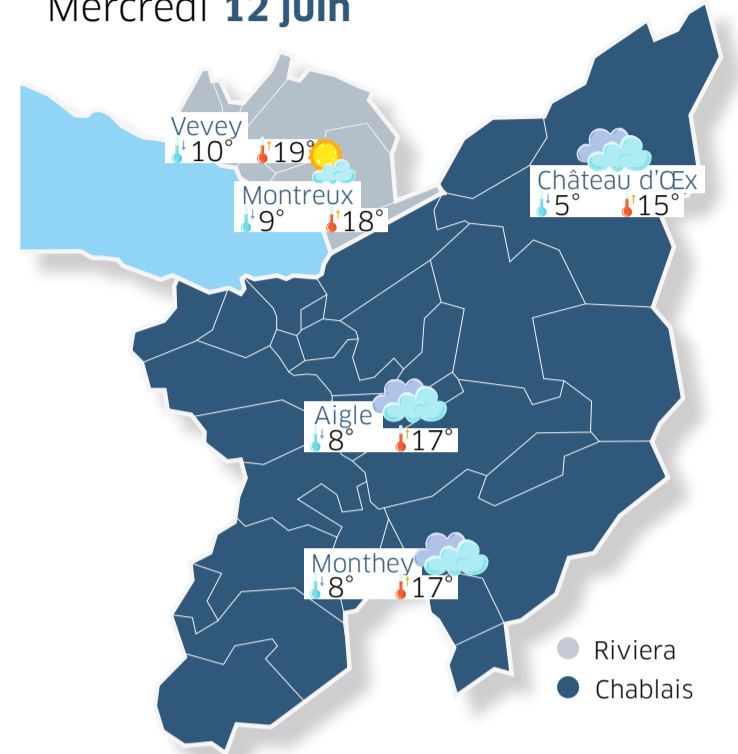 Mercredi 12 juin
Vevey
10° 19°
Montreux
9° 18°
Château d'Œx
5° 15°
Aigle
8° 17°
Monthey
8° 17°
Riviera
Chablais